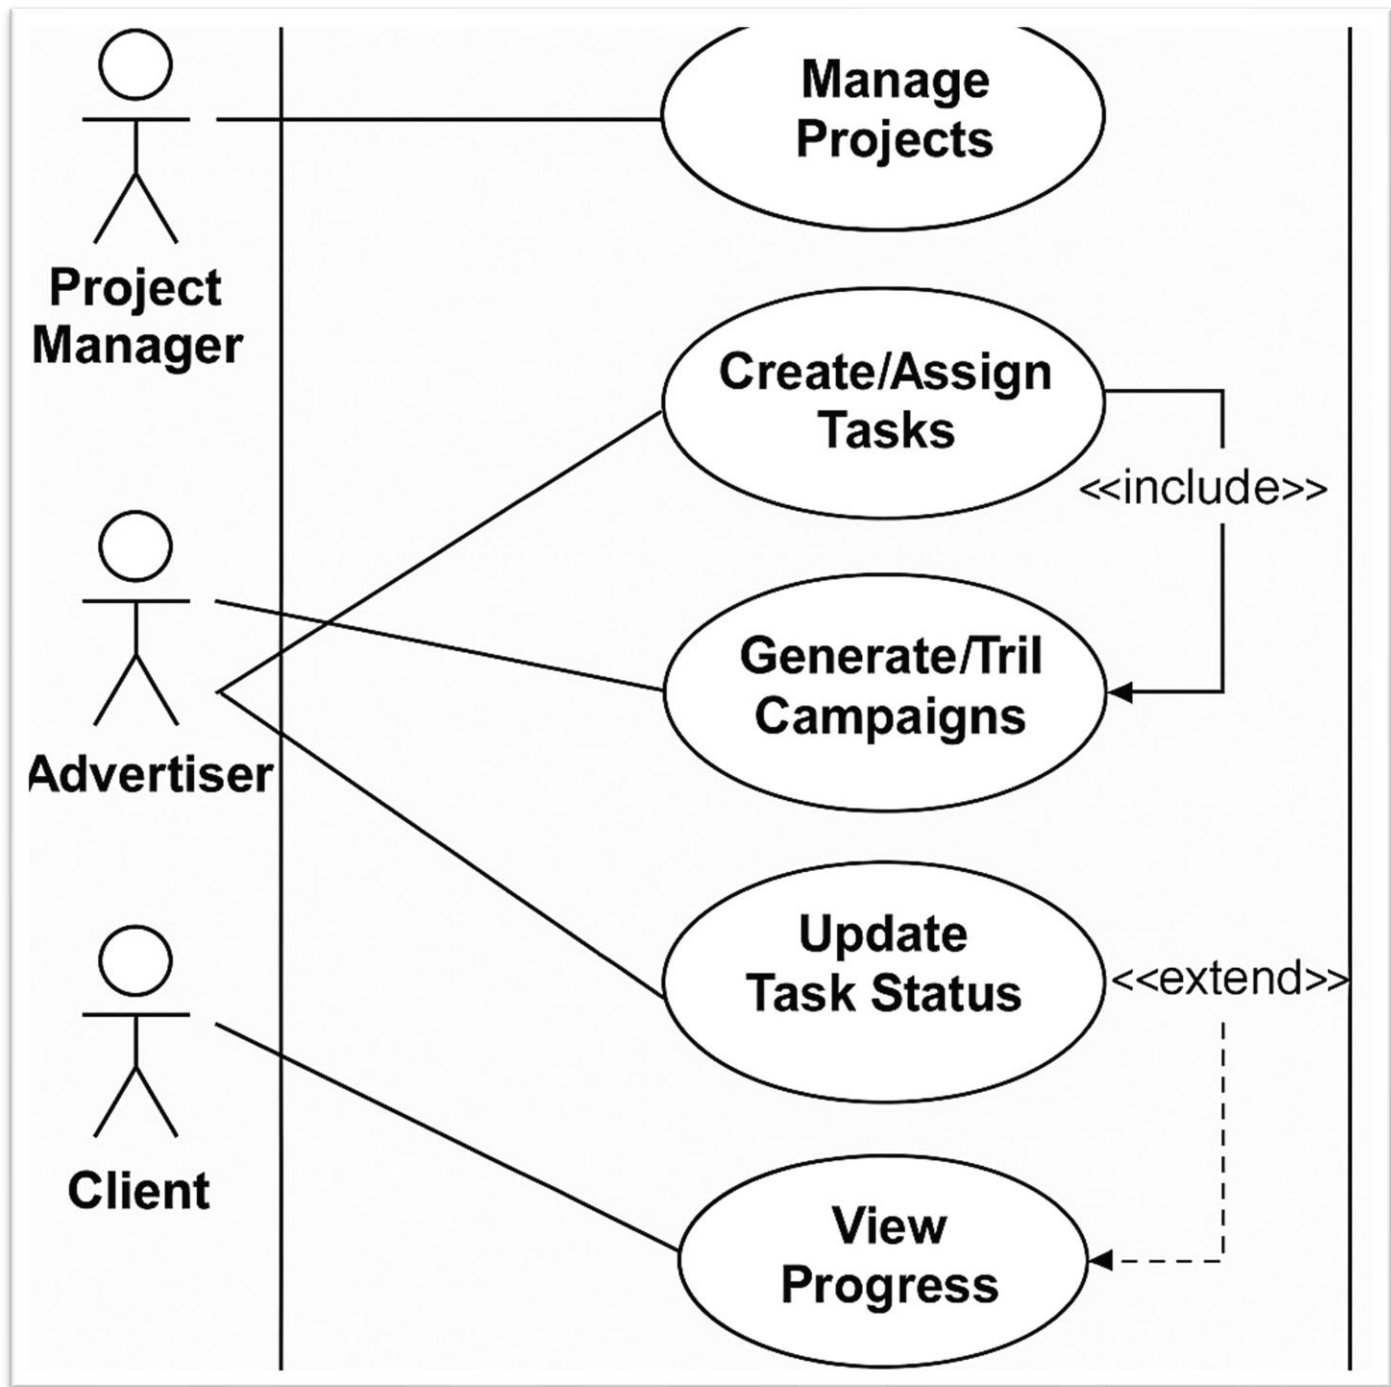 Manage
Projects
Project
Manager
Create/Assign
Tasks
<<include>>
Generate/Tril
Campaigns
Advertiser
Update
Task Status
<<extend>>
Client
View
Progress